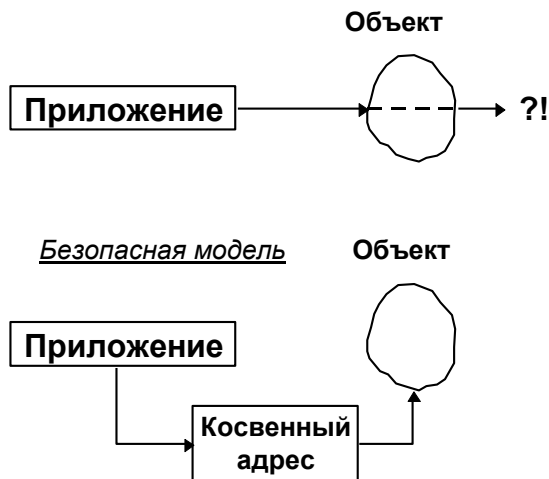 Объект
Приложение
?!
Безопасная модель
Объект
Приложение
Косвенный
адрес